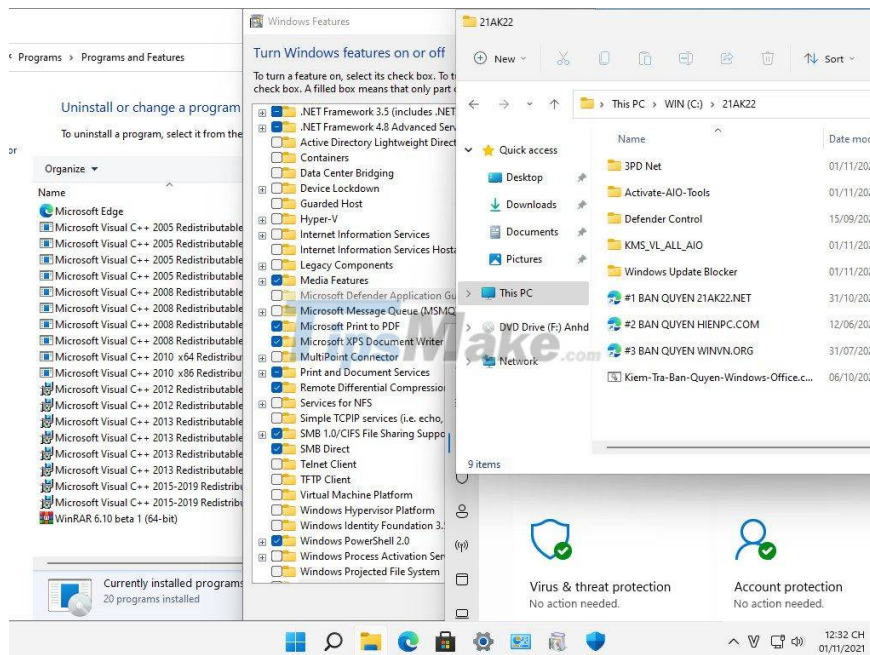 Programs > Programs and Features
Uninstall or change a program
To uninstall a program, select it from the
or
Organize
Name
Microsoft Edge
Microsoft Visual C++ 2005 Redistributable
Microsoft Visual C++ 2005 Redistributable
Microsoft Visual C++ 2005 Redistributable
Microsoft Visual C++ 2005 Redistributable
Microsoft Visual C++ 2008 Redistributable
Microsoft Visual C++ 2008 Redistributable
Microsoft Visual C++ 2008 Redistributable
Microsoft Visual C++ 2008 Redistributable
Microsoft Visual C++ 2010 x64 Redistribu
Microsoft Visual C++ 2010 x86 Redistribu
Microsoft Visual C++ 2012 Redistributable
Microsoft Visual C++ 2012 Redistributable
Microsoft Visual C++ 2013 Redistributable
Microsoft Visual C++ 2013 Redistributable
Microsoft Visual C++ 2013 Redistributable
Microsoft Visual C++ 2013 Redistributable
Microsoft Visual C++ 2015-2019 Redistribu
Microsoft Visual C++ 2015-2019 Redistribu
WinRAR 6.10 beta 1 (64-bit)
Currently installed programs
20 programs installed
Windows Features
Turn Windows features on or off
To turn a feature on, select its check box. To t
check box. A filled box means that only part o
.NET Framework 3.5 (includes .NET
.NET Framework 4.8 Advanced Serv
Active Directory Lightweight Direct
Containers
Data Center Bridging
Device Lockdown
Guarded Host
Hyper-V
Internet Information Services
Internet Information Services Hosta
Legacy Components
Media Features
Microsoft Defender Application Gu
Microsoft Message Queue (MSMQ
Microsoft Print to PDF
Microsoft XPS Document Writer
MultiPoint Connector
Print and Document Services
Remote Differential Compressio
Services for NFS
Simple TCPIP services (i.e. echo,
SMB 1.0/CIFS File Sharing Suppo
SMB Direct
Telnet Client
TFTP Client
Virtual Machine Platform
Windows Hypervisor Platform
Windows Identity Foundation 3.
Windows PowerShell 2.0
Windows Process Activation Ser
Windows Projected File System
21AK22
New
Sort
This PC > WIN (C:) > 21AK22
Quick access
Desktop
Downloads
Documents
Pictures
This PC
DVD Drive (F:) Anhd
Network
Name
Date mod
3PD Net
01/11/202
Activate-AIO-Tools
01/11/202
Defender Control
15/09/202
KMS_VL_ALL_AIO
01/11/202
Windows Update Blocker
01/11/202
#1 BAN QUYEN 21AK22.NET
31/10/202
#2 BAN QUYEN HIENPC.COM
12/06/202
#3 BAN QUYEN WINVN.ORG
31/07/202
Kiem-Tra-Ban-Quyen-Windows-Office.c...
06/10/202
9 items
TipsMake.com
Virus & threat protection
No action needed.
Account protection
No action needed.
12:32 CH
01/11/2021